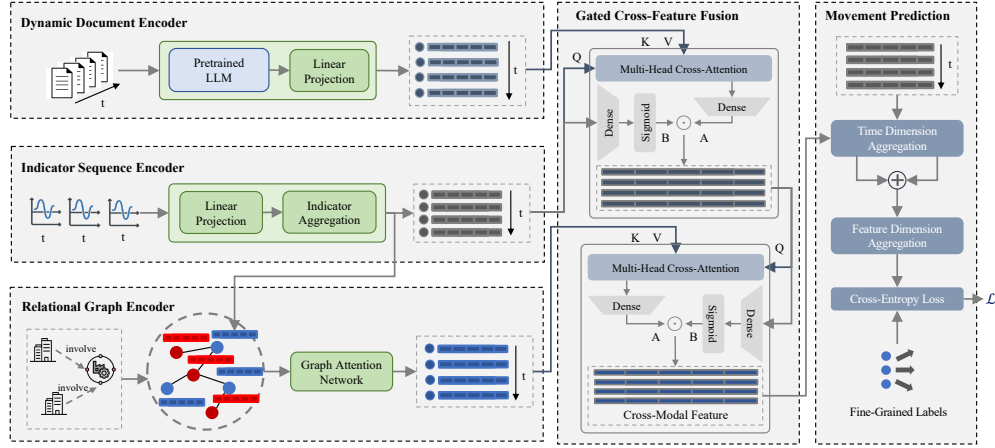 Dynamic Document Encoder
t
Pretrained
LLM
Linear
Projection
t
Indicator Sequence Encoder
t
t
t
Linear
Projection
Indicator
Aggregation
t
Relational Graph Encoder
involve
involve
Graph Attention
Network
t
Gated Cross-Feature Fusion
K V
Q
Multi-Head Cross-Attention
Dense
Sigmoid
Dense
B
A
K V
Q
Multi-Head Cross-Attention
Dense
Sigmoid
Dense
A
B
Cross-Modal Feature
Movement Prediction
t
Time Dimension
Aggregation
Feature Dimension
Aggregation
Cross-Entropy Loss
ℒ
Fine-Grained Labels